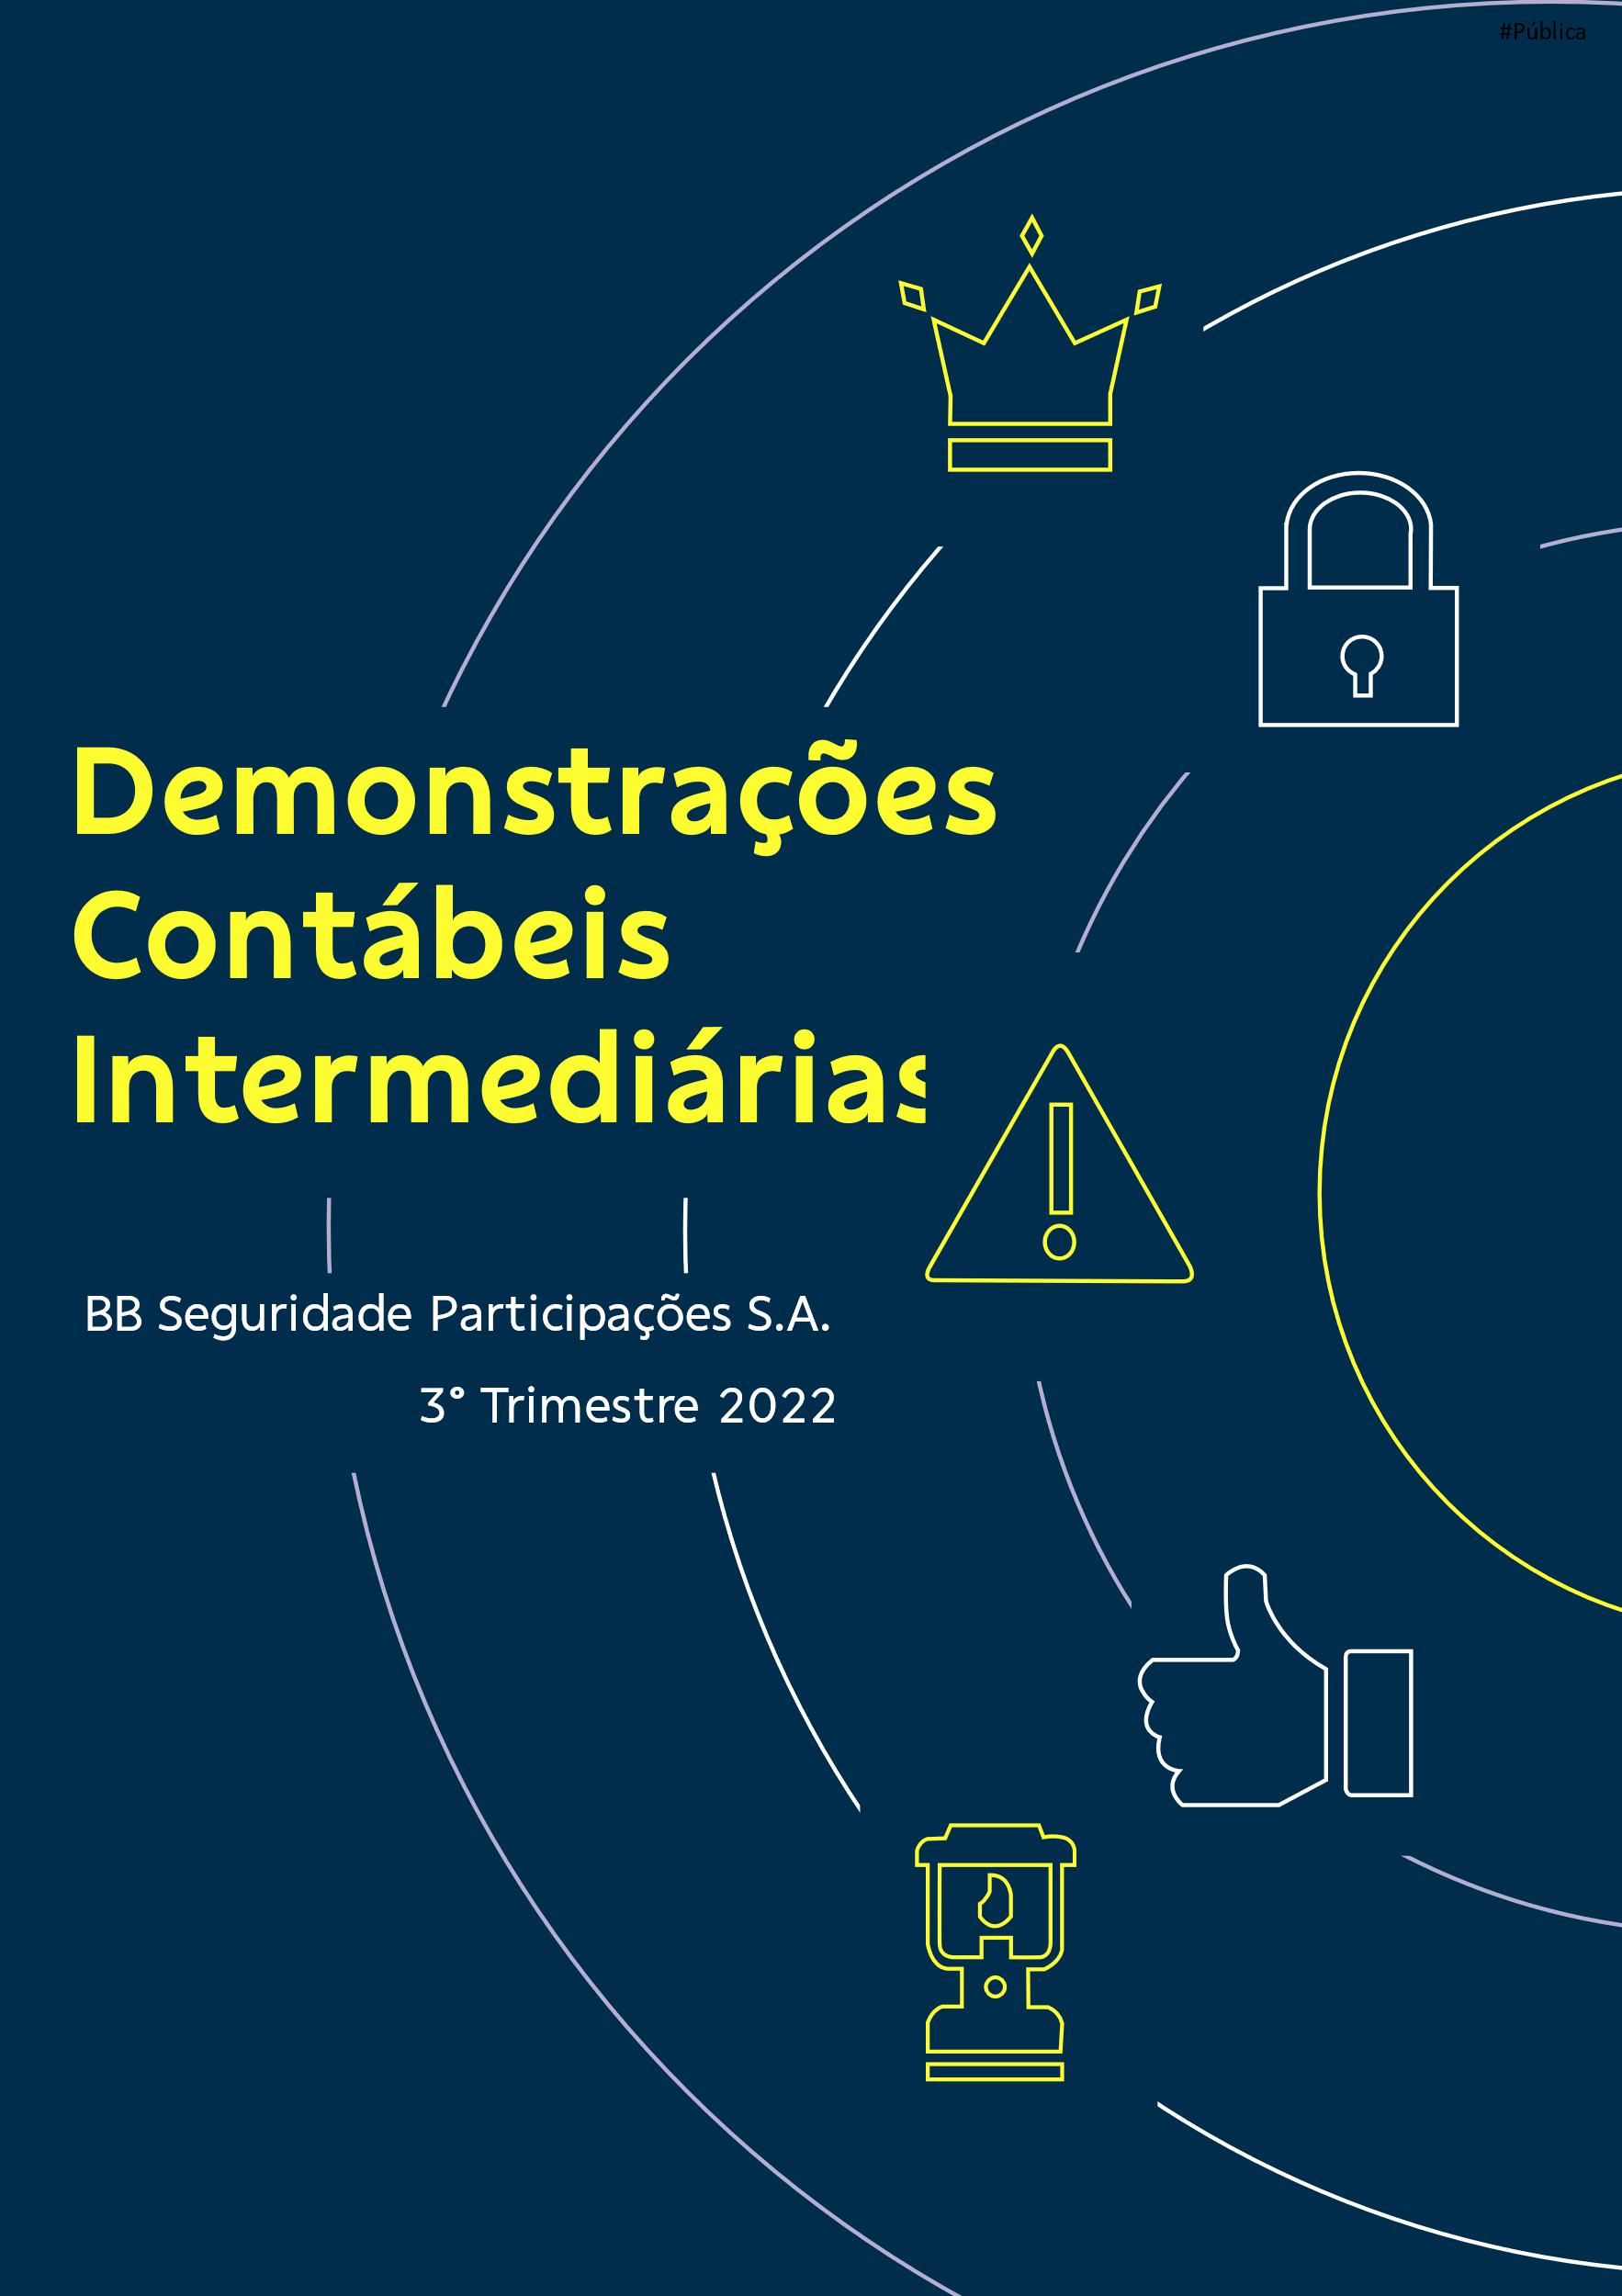 #Pública
Demonstrações
Contábeis
Intermediárias
BB Seguridade Participações S.A.
3° Trimestre 2022